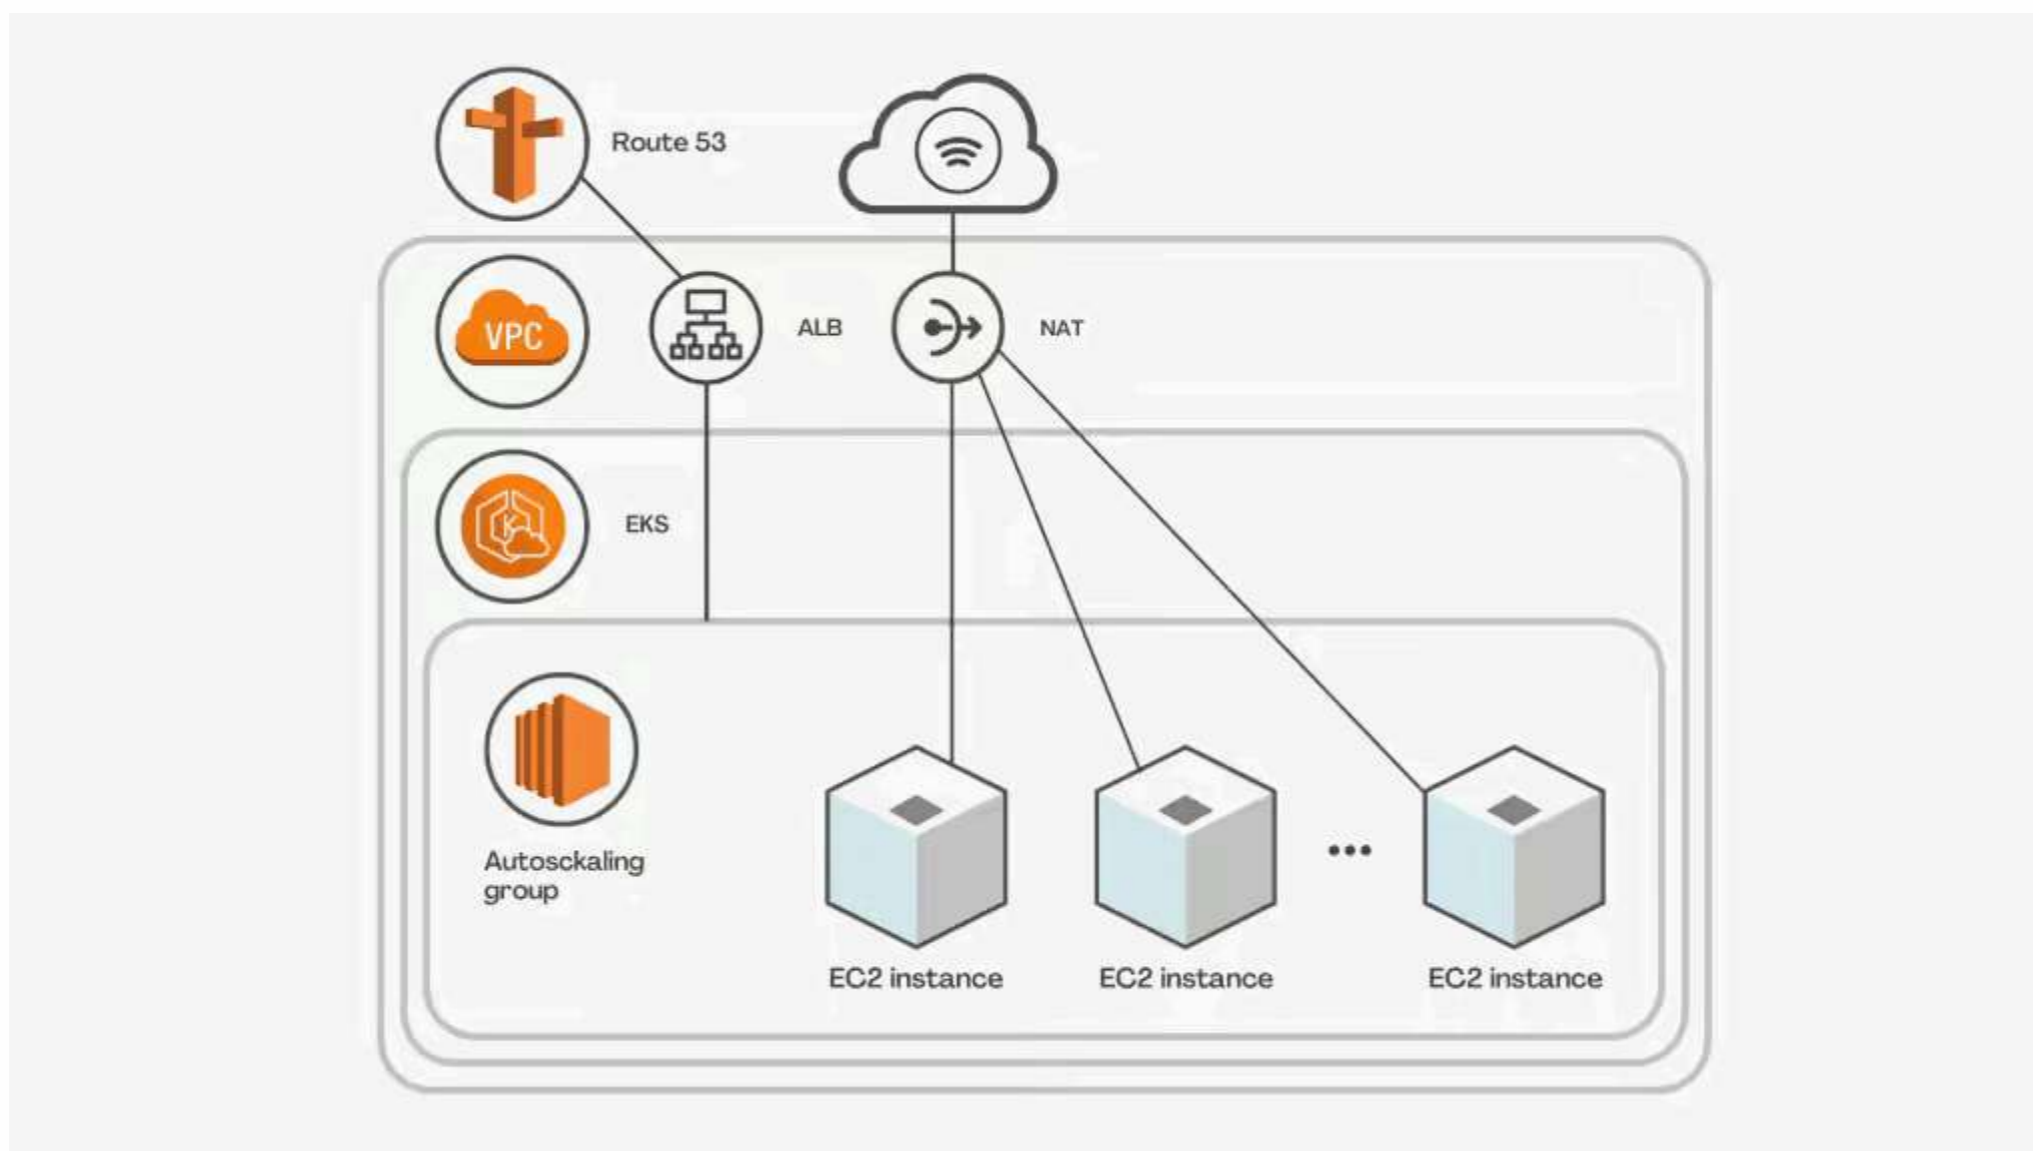 Route 53
VPC
ALB
NAT
EKS
K
Autosckaling
group
EC2 instance
EC2 instance
...
EC2 instance